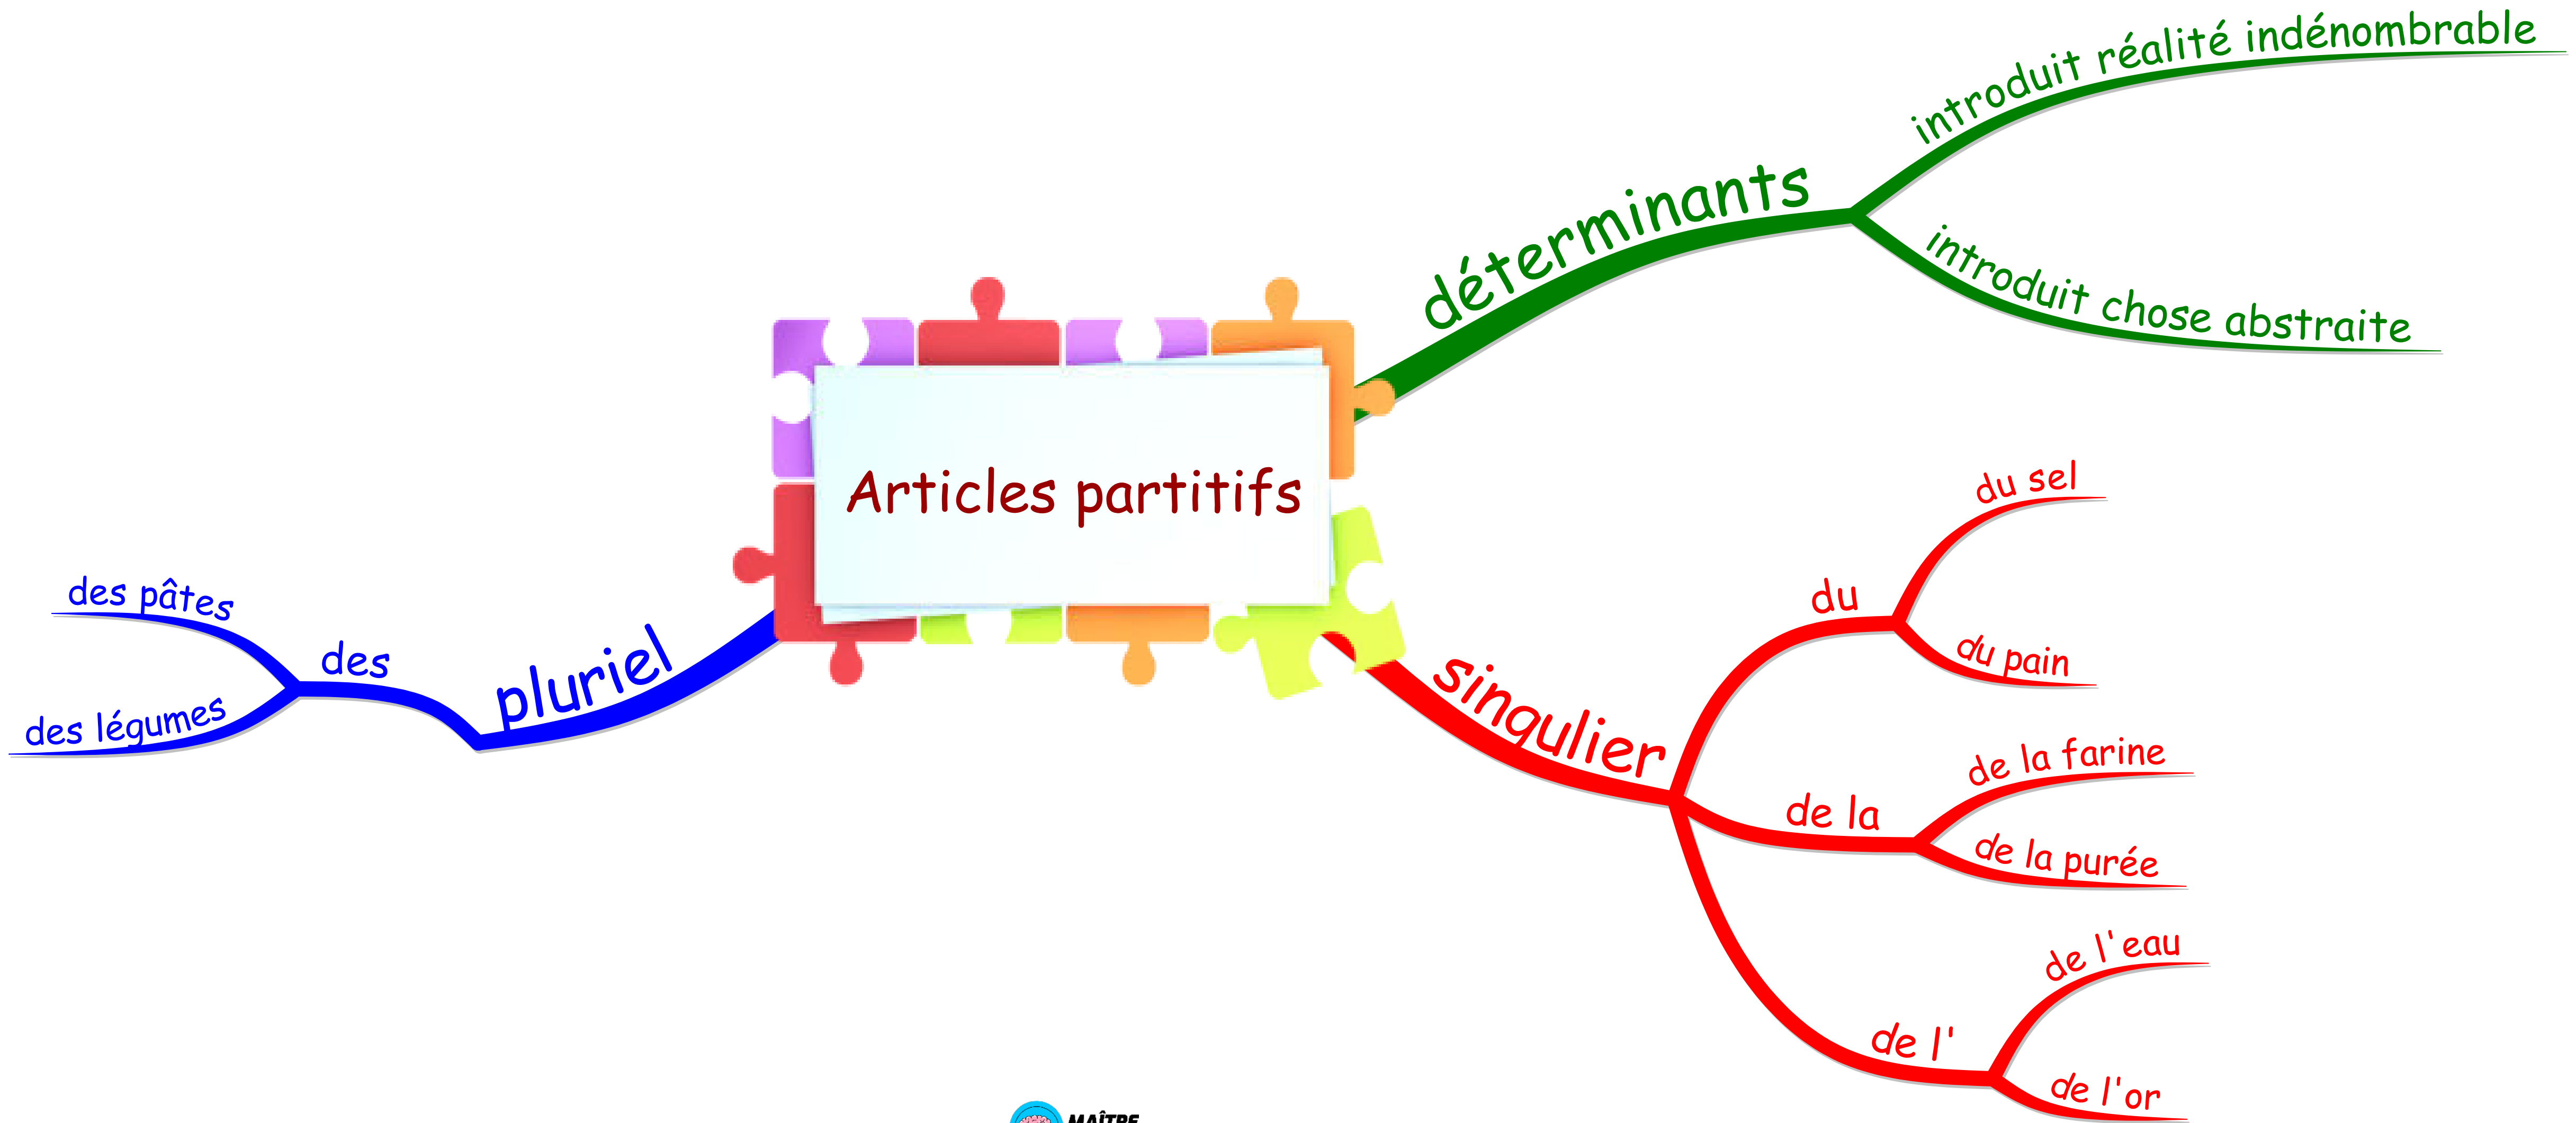 Articles partitifs
déterminants
introduit réalité indénombrable
introduit chose abstraite
singulier
du
du sel
du pain
de la
de la farine
de la purée
de l'
de l'eau
de l'or
pluriel
des
des pâtes
des légumes
MAÎTRE